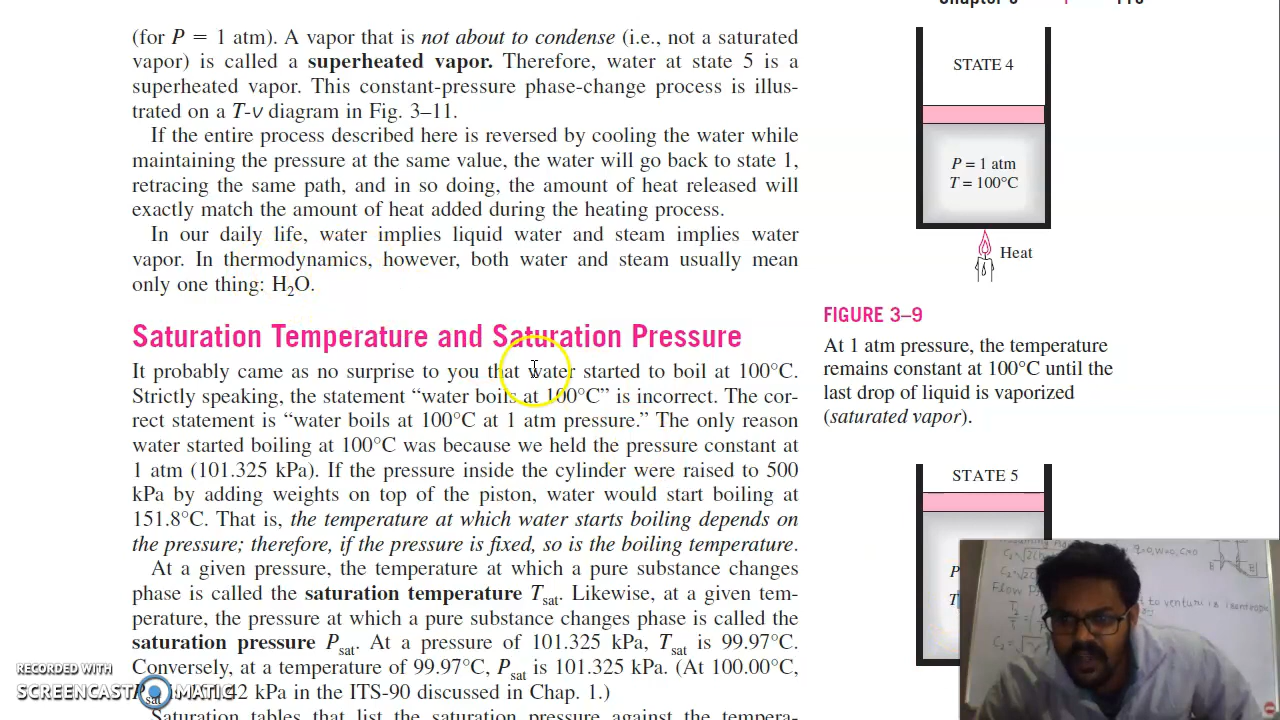 (for P = 1 atm). A vapor that is not about to condense (i.e., not a saturated
vapor) is called a superheated vapor. Therefore, water at state 5 is a
superheated vapor. This constant-pressure phase-change process is illus-
trated on a T-v diagram in Fig. 3–11.
If the entire process described here is reversed by cooling the water while
maintaining the pressure at the same value, the water will go back to state 1,
retracing the same path, and in so doing, the amount of heat released will
exactly match the amount of heat added during the heating process.
In our daily life, water implies liquid water and steam implies water
vapor. In thermodynamics, however, both water and steam usually mean
only one thing: H₂O.
Saturation Temperature and Saturation Pressure
It probably came as no surprise to you that water started to boil at 100°C.
Strictly speaking, the statement “water boils at 100°C” is incorrect. The cor-
rect statement is “water boils at 100°C at 1 atm pressure.” The only reason
water started boiling at 100°C was because we held the pressure constant at
1 atm (101.325 kPa). If the pressure inside the cylinder were raised to 500
kPa by adding weights on top of the piston, water would start boiling at
151.8°C. That is, the temperature at which water starts boiling depends on
the pressure; therefore, if the pressure is fixed, so is the boiling temperature.
At a given pressure, the temperature at which a pure substance changes
phase is called the saturation temperature Tsat. Likewise, at a given tem-
perature, the pressure at which a pure substance changes phase is called the
saturation pressure Psat. At a pressure of 101.325 kPa, Tsat is 99.97°C.
Conversely, at a temperature of 99.97°C, Psat is 101.325 kPa. (At 100.00°C,
42 kPa in the ITS-90 discussed in Chap. 1.)
Saturation tables that list the saturation pressure against the tempera-
RECORDED WITH
SCREENCAST MATIC
STATE 4
P = 1 atm
T = 100°C
Heat
FIGURE 3–9
At 1 atm pressure, the temperature
remains constant at 100°C until the
last drop of liquid is vaporized
(saturated vapor).
STATE 5
P
T